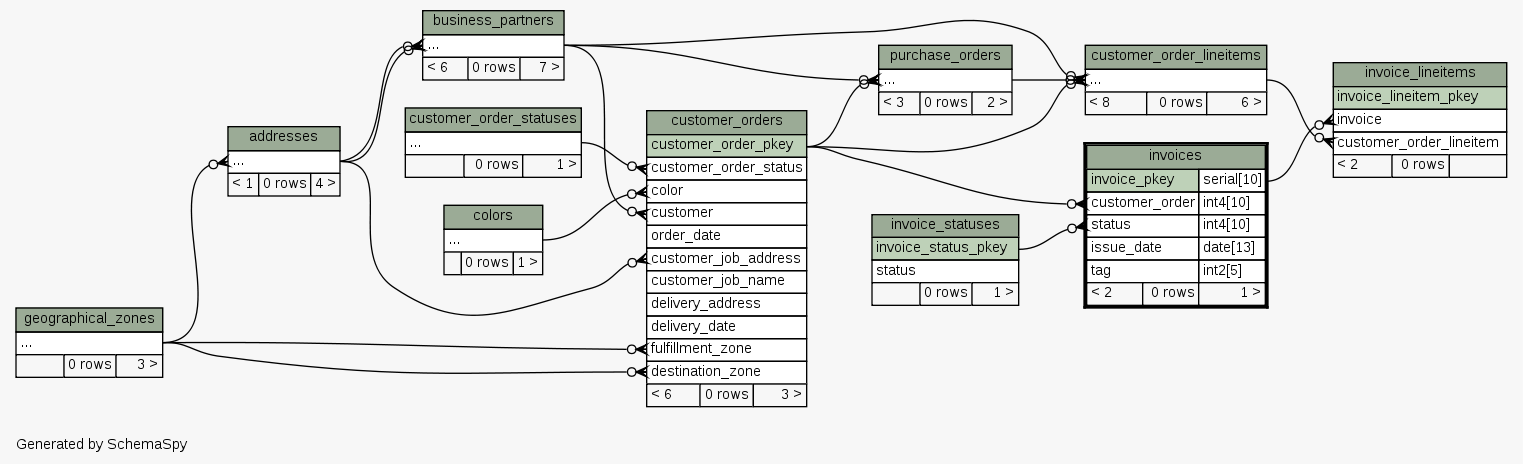 business_partners
...
< 6 0 rows 7 >
purchase_orders
...
< 3 0 rows 2 >
customer_order_lineitems
...
< 8 0 rows 6 >
invoice_lineitems
invoice_lineitem_pkey
invoice
customer_order_lineitem
< 2 0 rows
customer_order_statuses
...
0 rows 1 >
customer_orders
customer_order_pkey
customer_order_status
color
customer
order_date
customer_job_address
customer_job_name
delivery_address
delivery_date
fulfillment_zone
destination_zone
< 6 0 rows 3 >
addresses
...
< 1 0 rows 4 >
invoices
invoice_pkey serial[10]
customer_order int4[10]
status int4[10]
issue_date date[13]
tag int2[5]
< 2 0 rows 1 >
colors
...
0 rows 1 >
invoice_statuses
invoice_status_pkey
status
0 rows 1 >
geographical_zones
...
0 rows 3 >
Generated by SchemaSpy